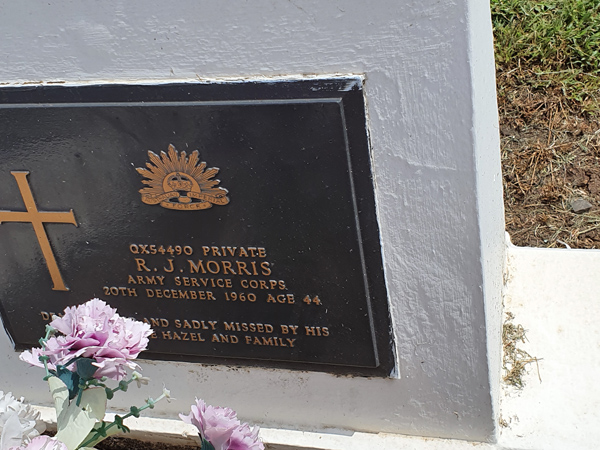 QX54490 PRIVATE
R. J. MORRIS
ARMY SERVICE CORPS
20TH DECEMBER 1960 AGE 44
AND SADLY MISSED BY HIS
HAZEL AND FAMILY